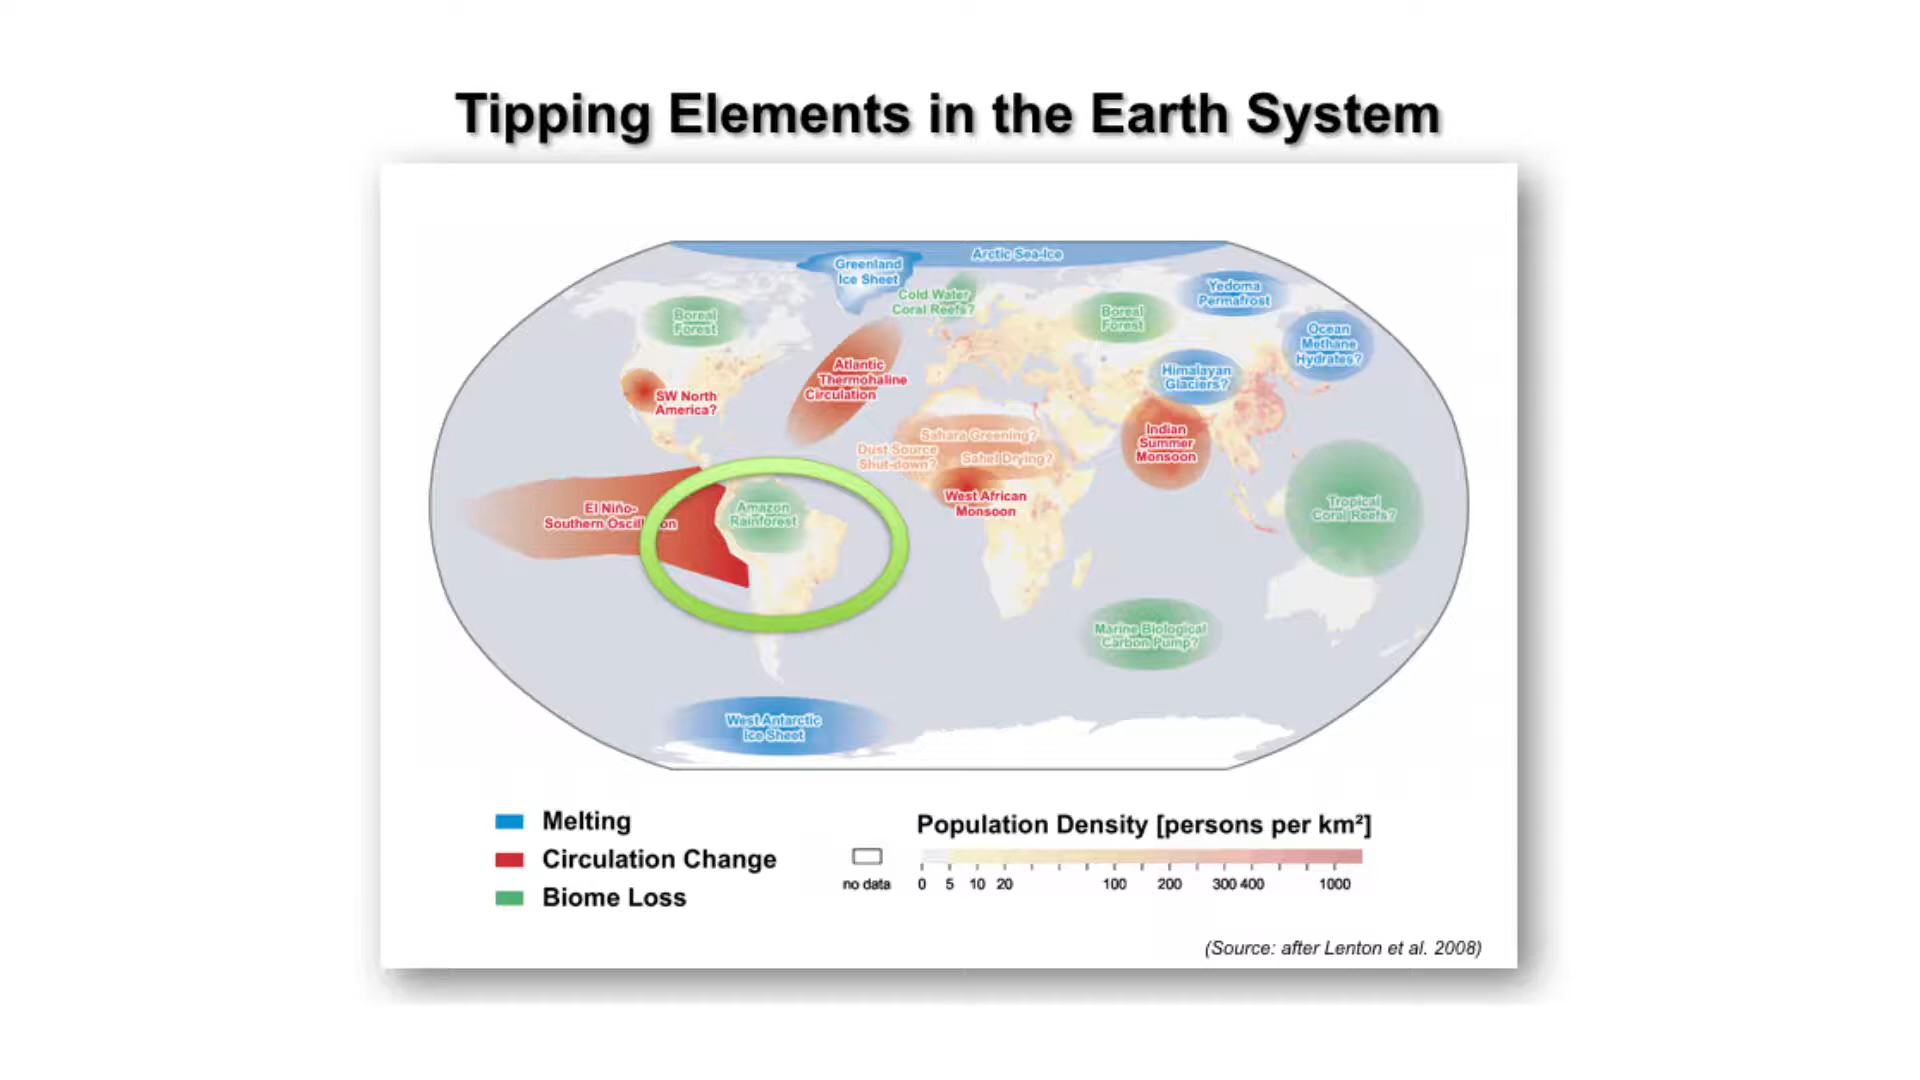 Tipping Elements in the Earth System
Arctic Sea-Ice
Greenland
Ice Sheet
Cold Water
Coral Reefs?
Yedoma
Permafrost
Boreal
Forest
Boreal
Forest
Ocean
Methane
Hydrates?
Atlantic
Thermohaline
Circulation
Himalayan
Glaciers?
SW North
America?
Indian
Summer
Monsoon
Sahara Greening?
Dust Source
Shut-down?
Sahel Drying?
West African
Monsoon
El Niño-
Southern Oscillation
Amazon
Rainforest
Tropical
Coral Reefs?
Marine Biological
Carbon Pump?
West Antarctic
Ice Sheet
Melting
Circulation Change
Biome Loss
Population Density [persons per km²]
no data 0 5 10 20 100 200 300 400 1000
(Source: after Lenton et al. 2008)